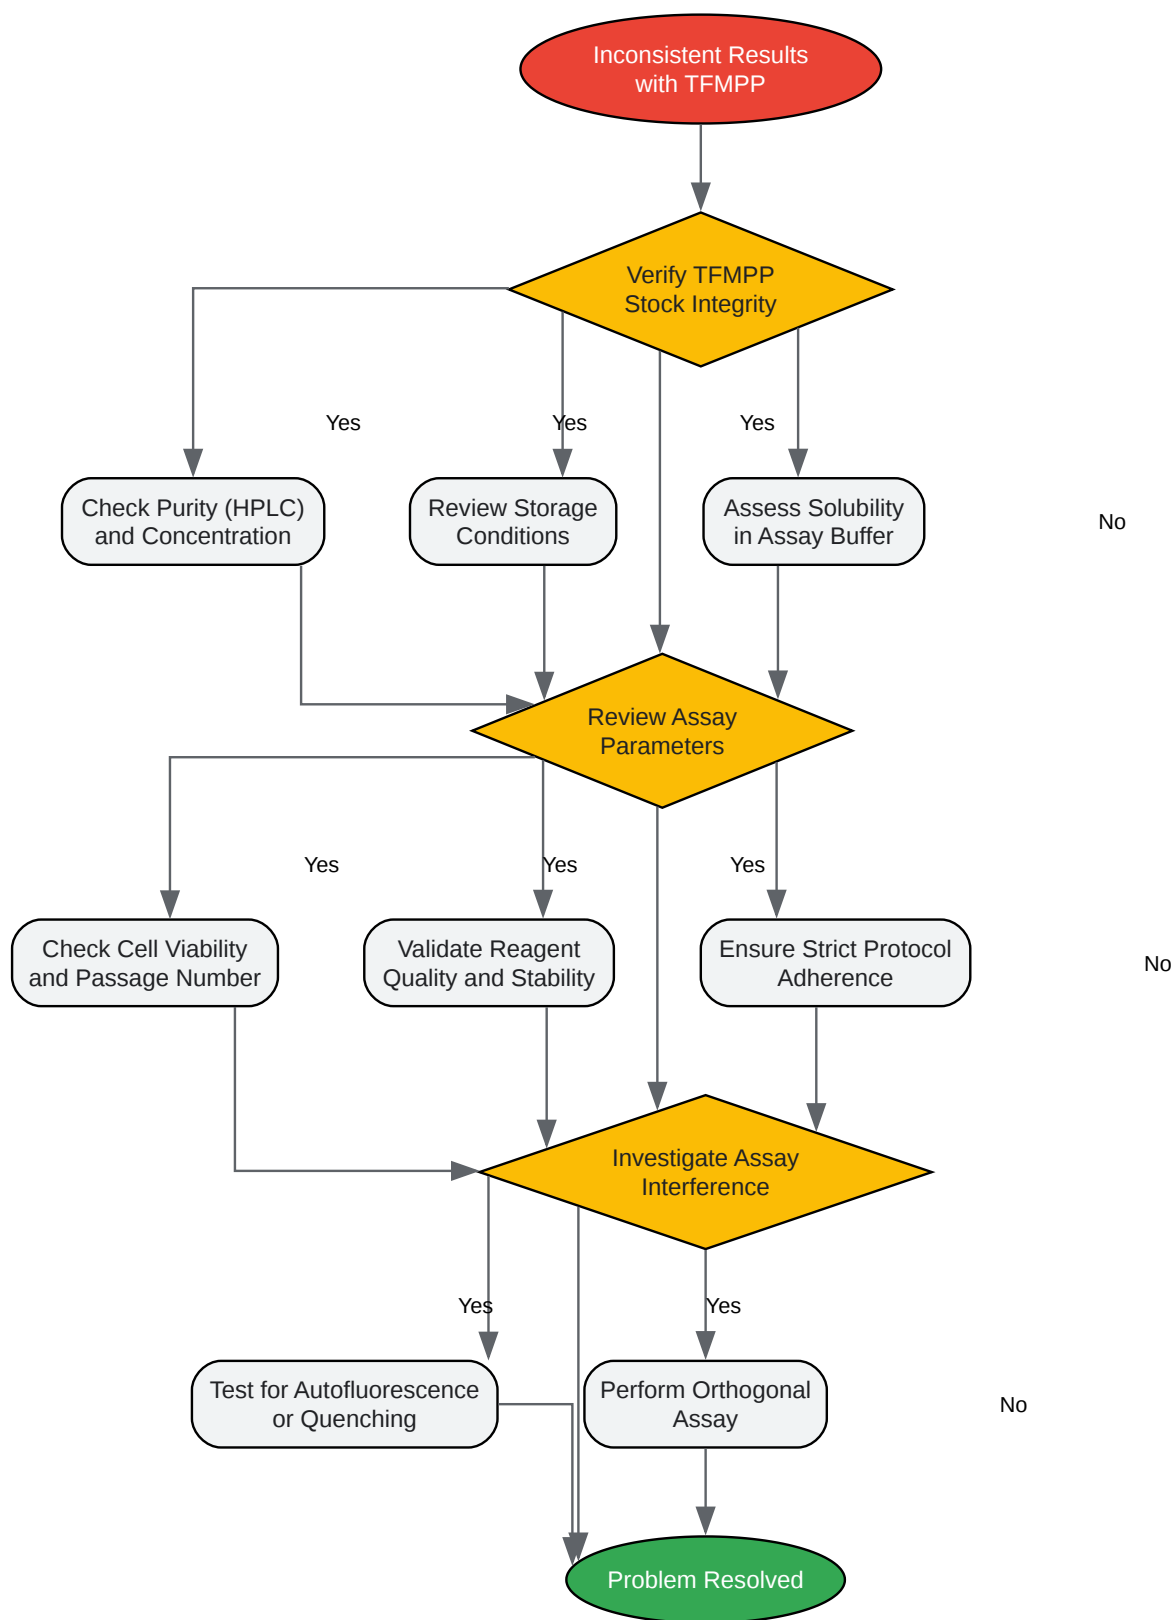 Inconsistent Results
with TFMPP
Verify TFMPP
Stock Integrity
Yes
Yes
Yes
Check Purity (HPLC)
and Concentration
Review Storage
Conditions
Assess Solubility
in Assay Buffer
No
Review Assay
Parameters
Yes
Yes
Yes
Check Cell Viability
and Passage Number
Validate Reagent
Quality and Stability
Ensure Strict Protocol
Adherence
No
Investigate Assay
Interference
Yes
Yes
Test for Autofluorescence
or Quenching
Perform Orthogonal
Assay
No
Problem Resolved